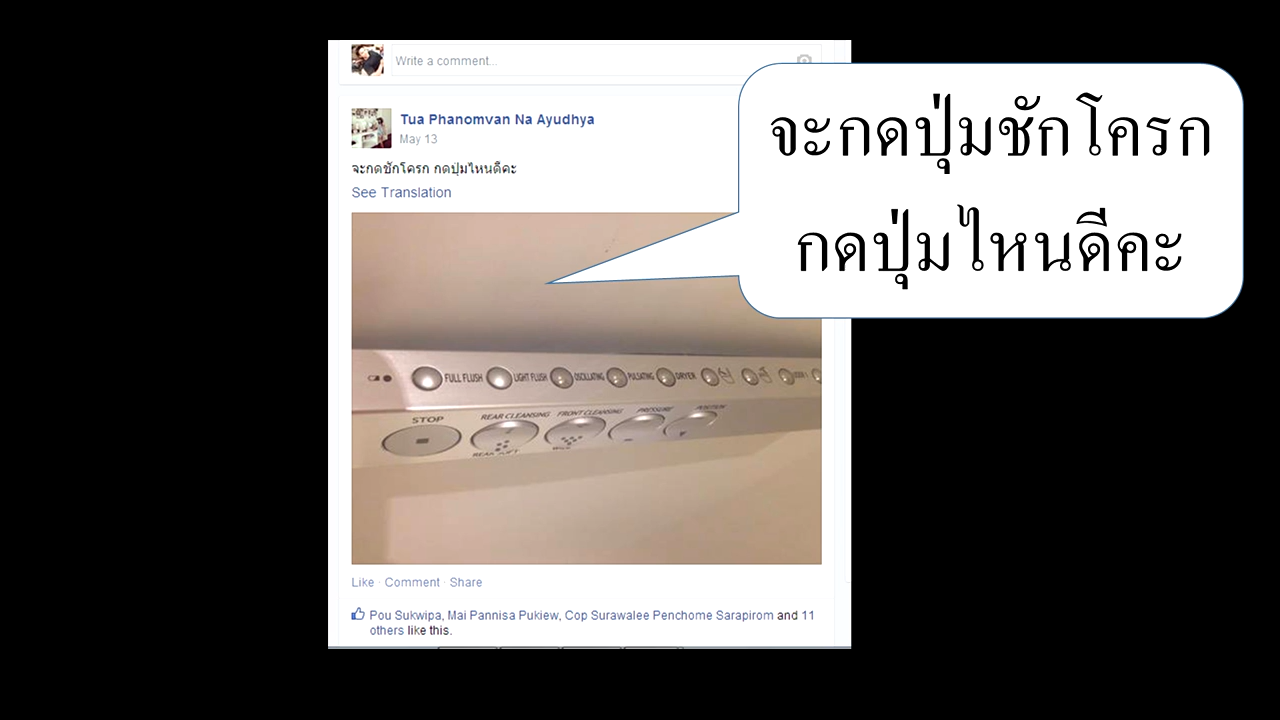 Write a comment...
Tua Phanomvan Na Ayudhya
May 13
จะกดชักโครก กดปุ่มไหนดีคะ
See Translation
จะกดปุ่มชักโครก
กดปุ่มไหนดีคะ
FULL FLUSH LIGHT FLUSH OSCILLATING PULSATING DRYER
STOP REAR CLEANSING FRONT CLEANSING PRESSURE POSITION
REAR SOFT
Like · Comment · Share
Pou Sukwipa, Mai Pannisa Pukiew, Cop Surawalee Penchome Sarapirom and 11
others like this.